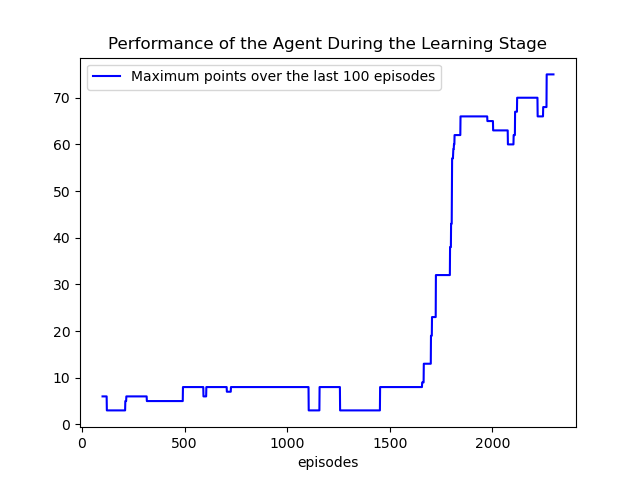 Performance of the Agent During the Learning Stage
Maximum points over the last 100 episodes
70
60
50
40
30
20
10
0
0 500 1000 1500 2000
episodes